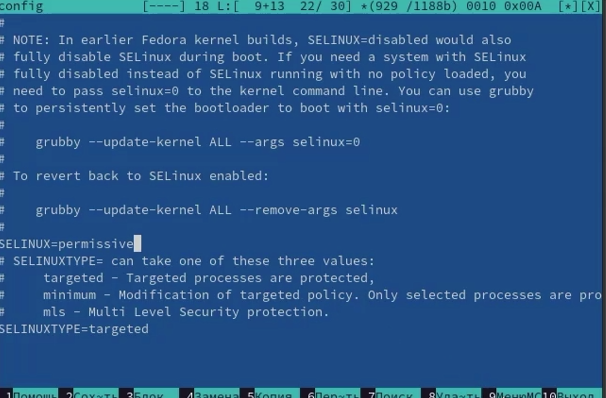 config [----] 18 L:[ 9+13 22/ 30] *(929 /1188b) 0010 0x00A [*][X]
#
# NOTE: In earlier Fedora kernel builds, SELINUX=disabled would also
# fully disable SELinux during boot. If you need a system with SELinux
# fully disabled instead of SELinux running with no policy loaded, you
# need to pass selinux=0 to the kernel command line. You can use grubby
# to persistently set the bootloader to boot with selinux=0:
#
#    grubby --update-kernel ALL --args selinux=0
#
# To revert back to SELinux enabled:
#
#    grubby --update-kernel ALL --remove-args selinux
#
SELINUX=permissive
# SELINUXTYPE= can take one of these three values:
#     targeted - Targeted processes are protected,
#     minimum - Modification of targeted policy. Only selected processes are pro
#     mls - Multi Level Security protection.
SELINUXTYPE=targeted
1Помощь 2Сох~ть 3Блок 4Замена 5Копия 6Пер~ть 7Поиск 8Уда~ть 9МенюMC 10Выход